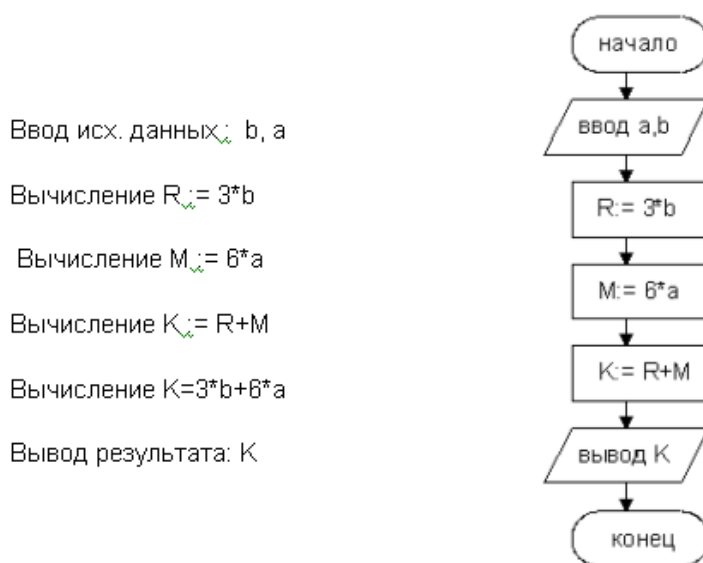 Ввод исх. данных: b, a
Вычисление R := 3*b
Вычисление M := 6*a
Вычисление K := R+M
Вычисление K=3*b+6*a
Вывод результата: K
начало
ввод a,b
R:= 3*b
M:= 6*a
K:= R+M
вывод K
конец